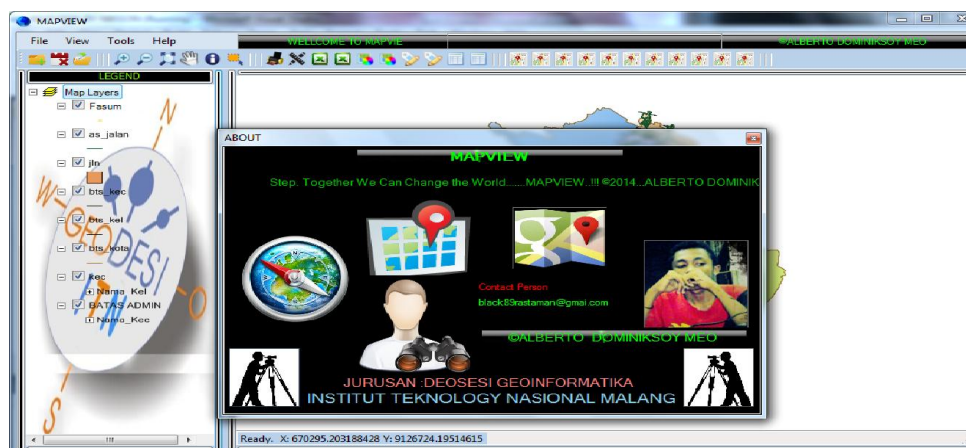 MAPVIEW
File View Tools Help
WELLCOME TO MAPVIE
©ALBERTO DOMINIKSOY MEO
LEGEND
Map Layers
Fasum
as_jalan
jln
bts_kec
bts_kel
bts_kota
kec
Nama_Kel
BATAS ADMIN
Nama_Kec
N
W-GEO
DESI
ITN
O
S
ABOUT
MAPVIEW
Step. Together We Can Change the World......MAPVIEW..!!! ©2014..ALBERTO DOMINIK
Contact Person
black89rastaman@gmai.com
©ALBERTO DOMINIKSOY MEO
JURUSAN :DEOSESI GEOINFORMATIKA
INSTITUT TEKNOLOGY NASIONAL MALANG
Ready. X: 670295.203188428 Y: 9126724.19514615